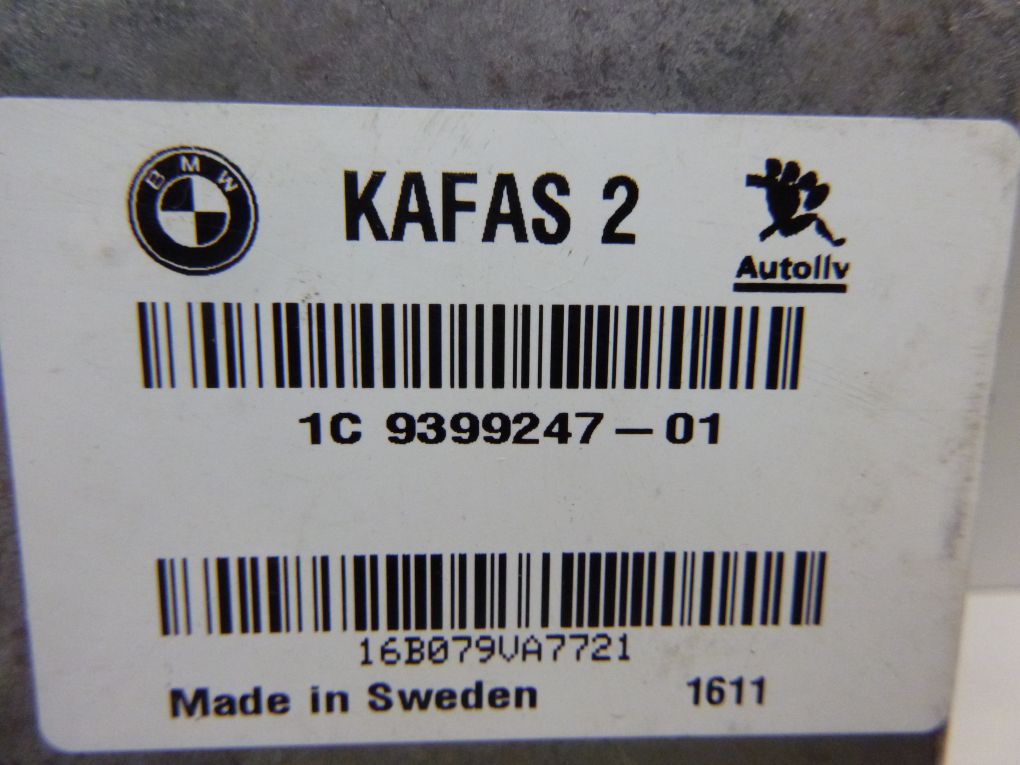 BMW
KAFAS 2
Autoliv
1C 9399247-01
16B079VA7721
Made in Sweden 1611